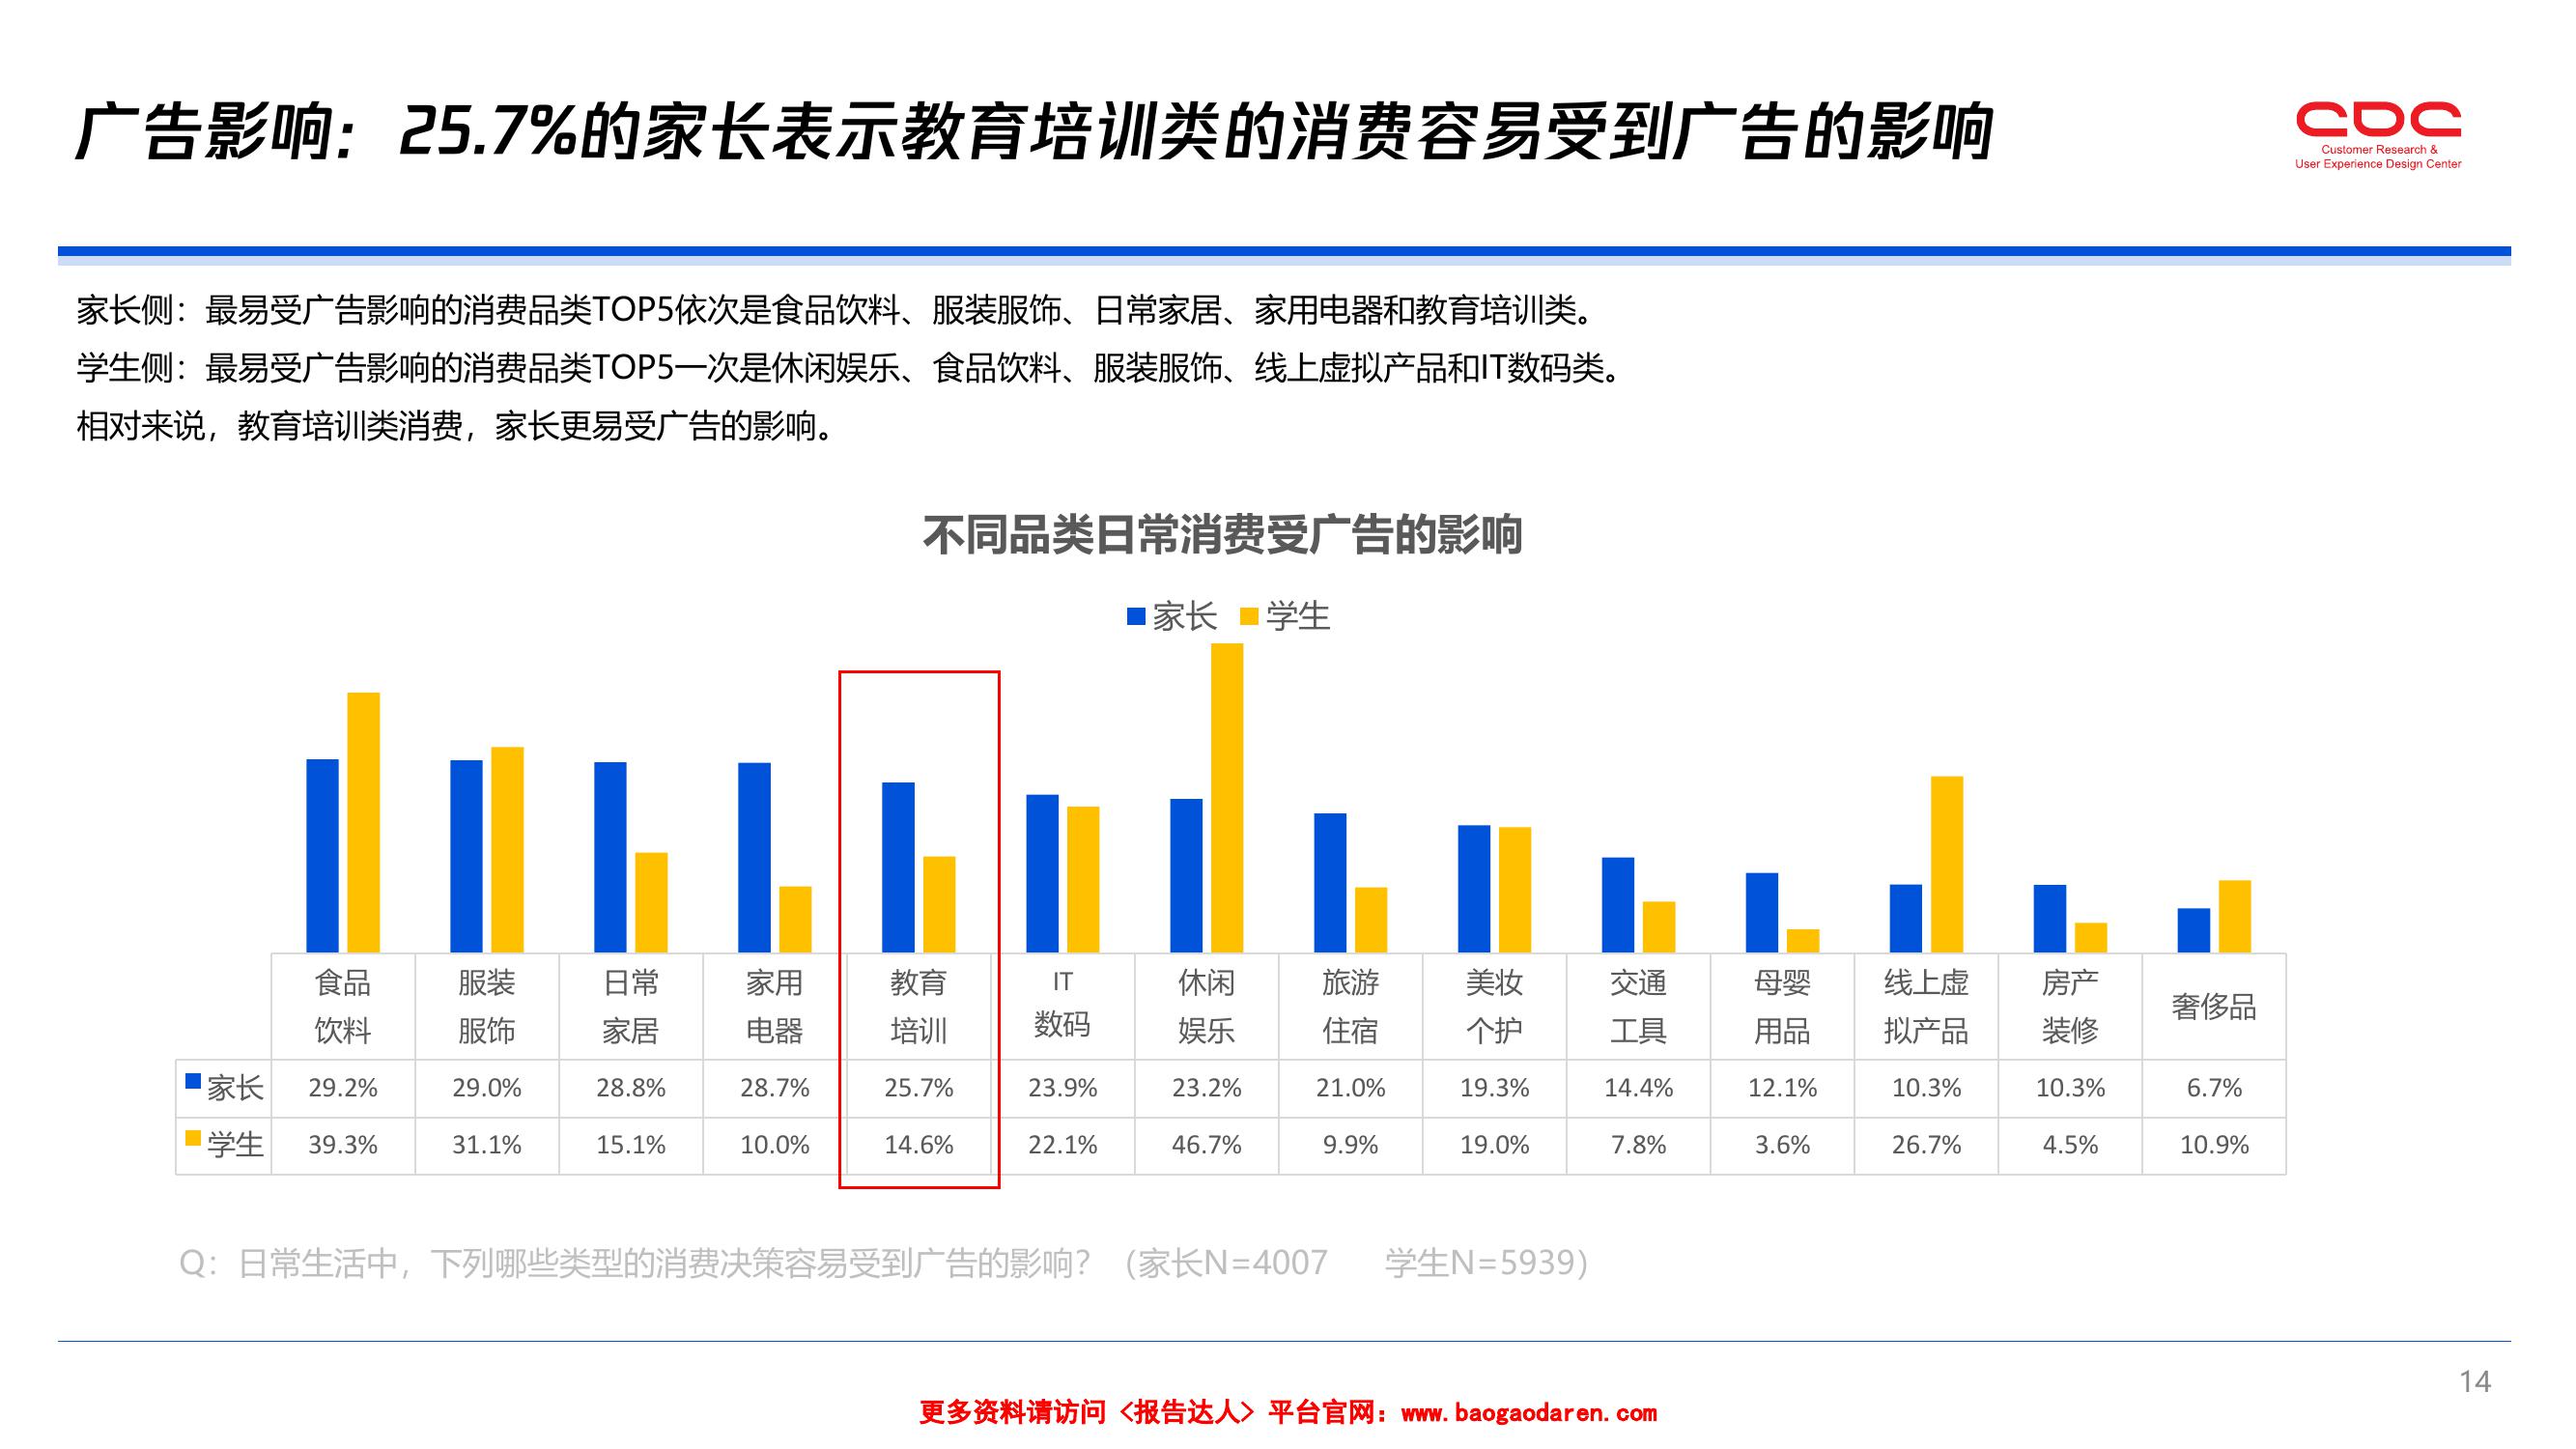 广告影响：25.7%的家长表示教育培训类的消费容易受到广告的影响
CDC
Customer Research &
User Experience Design Center
家长侧：最易受广告影响的消费品类TOP5依次是食品饮料、服装服饰、日常家居、家用电器和教育培训类。
学生侧：最易受广告影响的消费品类TOP5一次是休闲娱乐、食品饮料、服装服饰、线上虚拟产品和IT数码类。
相对来说，教育培训类消费，家长更易受广告的影响。
不同品类日常消费受广告的影响
家长 学生
食品 服装 日常 家用 教育 IT 休闲 旅游 美妆 交通 母婴 线上虚 房产 奢侈品
饮料 服饰 家居 电器 培训 数码 娱乐 住宿 个护 工具 用品 拟产品 装修
家长 29.2% 29.0% 28.8% 28.7% 25.7% 23.9% 23.2% 21.0% 19.3% 14.4% 12.1% 10.3% 10.3% 6.7%
学生 39.3% 31.1% 15.1% 10.0% 14.6% 22.1% 46.7% 9.9% 19.0% 7.8% 3.6% 26.7% 4.5% 10.9%
Q：日常生活中，下列哪些类型的消费决策容易受到广告的影响？（家长N=4007 学生N=5939）
14
更多资料请访问《报告达人》平台官网：www.baogaodaren.com